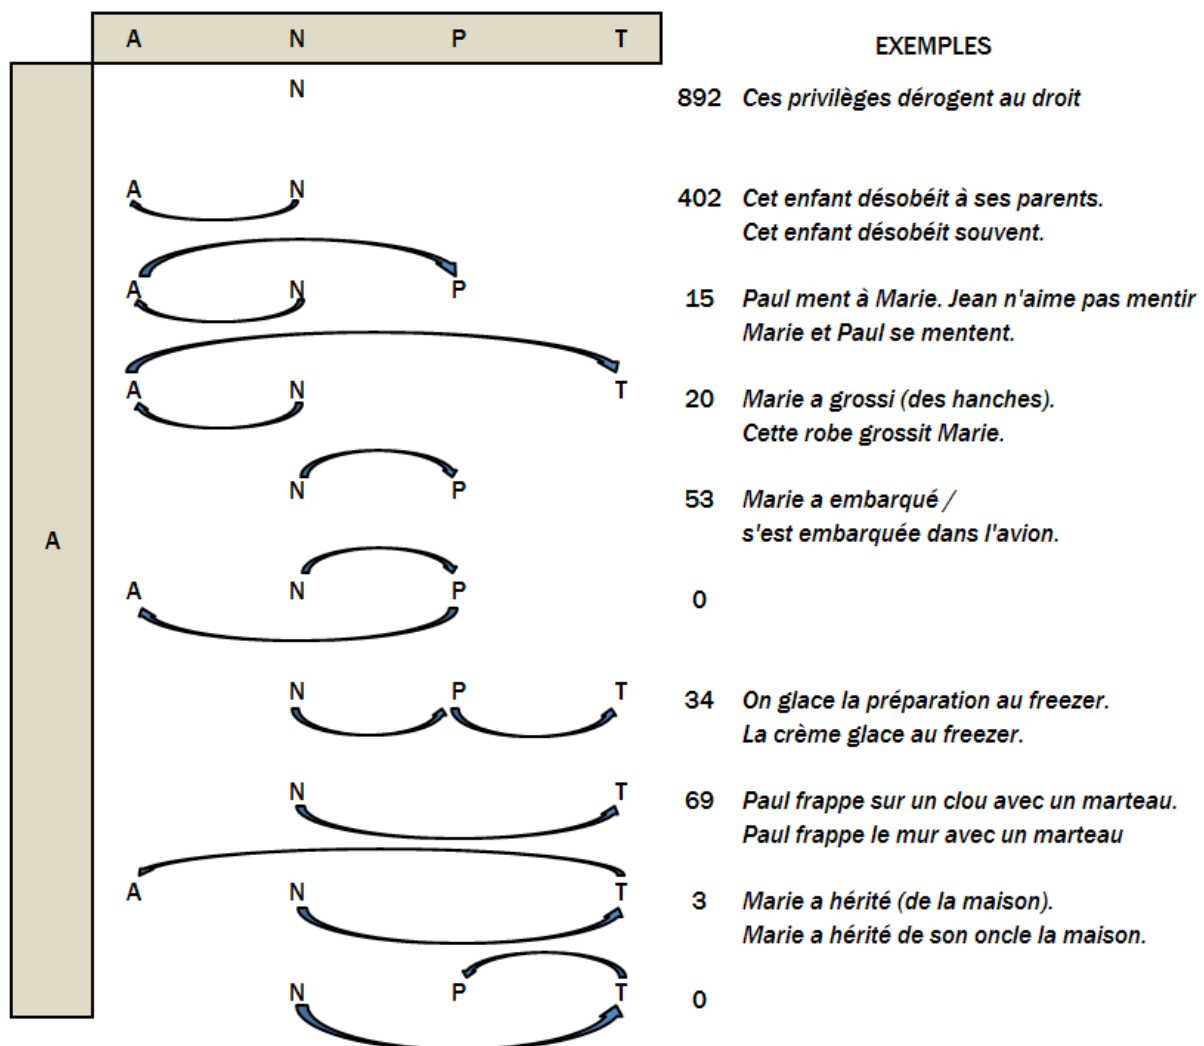 A N P T
EXEMPLES
N
892 Ces privilèges dérogent au droit
A N
402 Cet enfant désobéit à ses parents.
Cet enfant désobéit souvent.
A N P
15 Paul ment à Marie. Jean n'aime pas mentir
Marie et Paul se mentent.
A N T
20 Marie a grossi (des hanches).
Cette robe grossit Marie.
N P
53 Marie a embarqué /
s'est embarquée dans l'avion.
A
A N P
0
N P T
34 On glace la préparation au freezer.
La crème glace au freezer.
N T
69 Paul frappe sur un clou avec un marteau.
Paul frappe le mur avec un marteau
A N T
3 Marie a hérité (de la maison).
Marie a hérité de son oncle la maison.
N P T
0